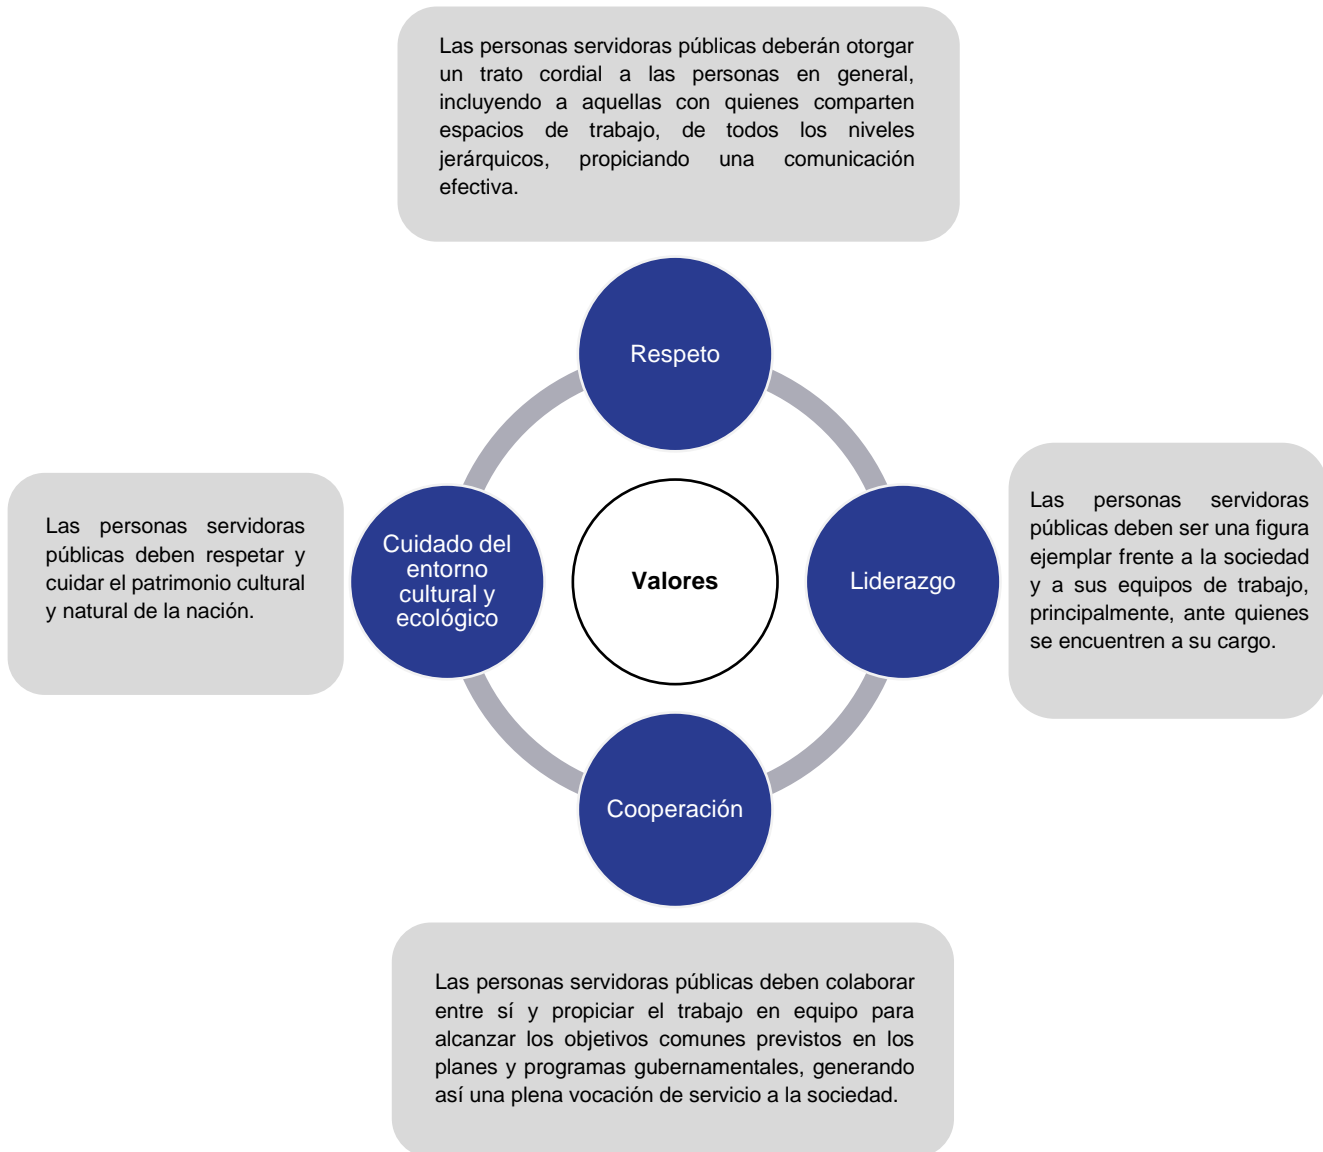 Las personas servidoras públicas deberán otorgar
un trato cordial a las personas en general,
incluyendo a aquellas con quienes comparten
espacios de trabajo, de todos los niveles
jerárquicos, propiciando una comunicación
efectiva.
Respeto
Las personas servidoras
públicas deben respetar y
cuidar el patrimonio cultural
y natural de la nación.
Cuidado del
entorno
cultural y
ecológico
Valores
Liderazgo
Las personas servidoras
públicas deben ser una figura
ejemplar frente a la sociedad
y a sus equipos de trabajo,
principalmente, ante quienes
se encuentren a su cargo.
Cooperación
Las personas servidoras públicas deben colaborar
entre sí y propiciar el trabajo en equipo para
alcanzar los objetivos comunes previstos en los
planes y programas gubernamentales, generando
así una plena vocación de servicio a la sociedad.